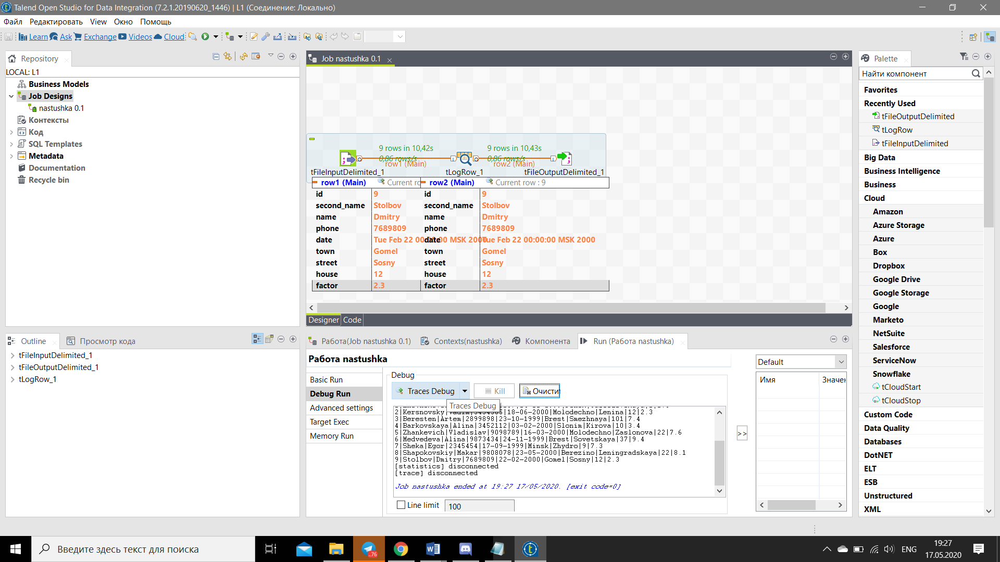 Talend Open Studio for Data Integration (7.2.1.20190620_1446) | L1 (Соединение: Локально)
Файл Редактировать View Окно Помощь
Learn Ask Exchange Videos Cloud
Repository
LOCAL: L1
Business Models
Job Designs
nastushka 0.1
Контексты
Код
SQL Templates
Metadata
Documentation
Recycle bin
Job nastushka 0.1
9 rows in 10,42s
0,86 rows/s
row1 (Main)
9 rows in 10,43s
0,86 rows/s
row2 (Main)
tFileInputDelimited_1
tLogRow_1
tFileOutputDelimited_1
row1 (Main) Current ro
row2 (Main) Current row : 9
id 9 id 9
second_name Stolbov second_name Stolbov
name Dmitry name Dmitry
phone 7689809 phone 7689809
date Tue Feb 22 00:00:00 MSK 2000 date Tue Feb 22 00:00:00 MSK 2000
town Gomel town Gomel
street Sosny street Sosny
house 12 house 12
factor 2.3 factor 2.3
Designer Code
Palette
Найти компонент
Favorites
Recently Used
tFileOutputDelimited
tLogRow
tFileInputDelimited
Big Data
Business Intelligence
Business
Cloud
Amazon
Azure Storage
Azure
Box
Dropbox
Google Drive
Google Storage
Google
Marketo
NetSuite
Salesforce
ServiceNow
Snowflake
tCloudStart
tCloudStop
Custom Code
Data Quality
Databases
DotNET
ELT
ESB
Unstructured
XML
Outline Просмотр кода
tFileInputDelimited_1
tFileOutputDelimited_1
tLogRow_1
Работа(Job nastushka 0.1) Contexts(nastushka) Компонента Run (Работа nastushka)
Работа nastushka
Basic Run
Debug Run
Advanced settings
Target Exec
Memory Run
Debug
Traces Debug Kill Очисти
Traces Debug
2|Kersnovsky|Vadim|3434565|18-06-2000|Molodechno|Lenina|12|2.3
3|Beresten|Artem|2899898|23-10-1999|Brest|Smezhnaya|101|7.4
4|Barkovskaya|Alina|3452112|03-02-2000|Slonim|Kirova|10|3.4
5|Zhankevich|Vladislav|9098789|16-03-2000|Molodechno|Zaslonova|22|7.6
6|Medvedeva|Alina|9873434|24-11-1999|Brest|Sovetskaya|37|9.4
7|Sheka|Egor|2345454|17-09-1999|Minsk|Zhydro|9|7.3
8|Shapokovskiy|Makar|9808078|23-05-2000|Berezino|Leningradskaya|22|8.1
9|Stolbov|Dmitry|7689809|22-02-2000|Gomel|Sosny|12|2.3
[statistics] disconnected
[trace] disconnected
Job nastushka ended at 19:27 17/05/2020. [exit code=0]
Line limit 100
>>
Default
Имя Значен
Введите здесь текст для поиска
..76
ENG
19:27
17.05.2020